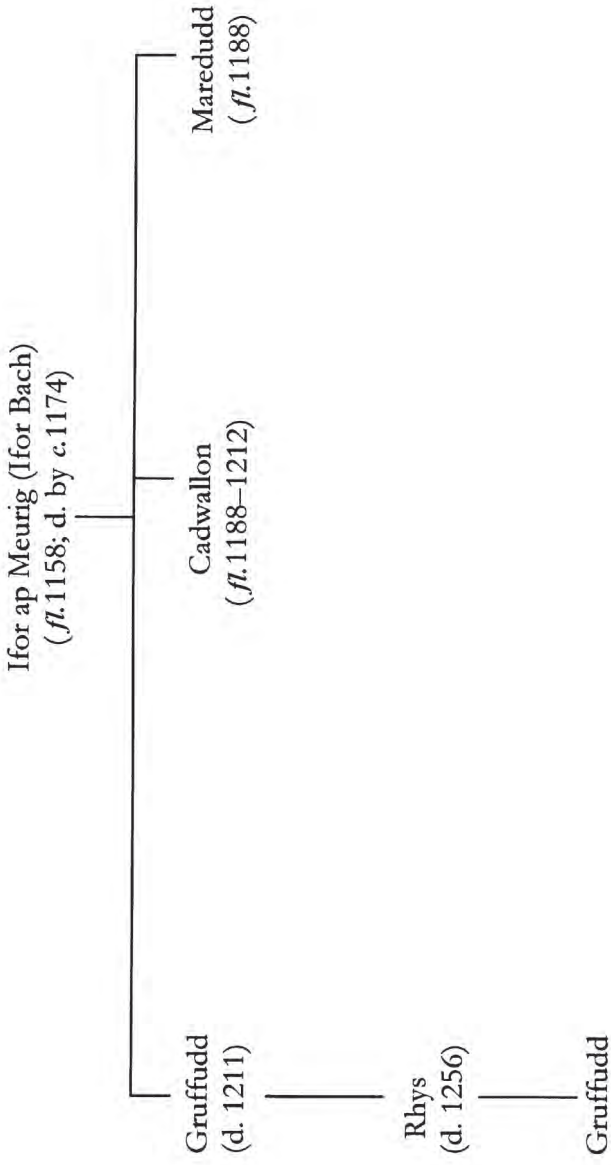 Ifor ap Meurig (Ifor Bach)
(fl.1158; d. by c.1174)
Gruffudd
(d. 1211)
Cadwallon
(fl.1188–1212)
Maredudd
(fl.1188)
Rhys
(d. 1256)
Gruffudd